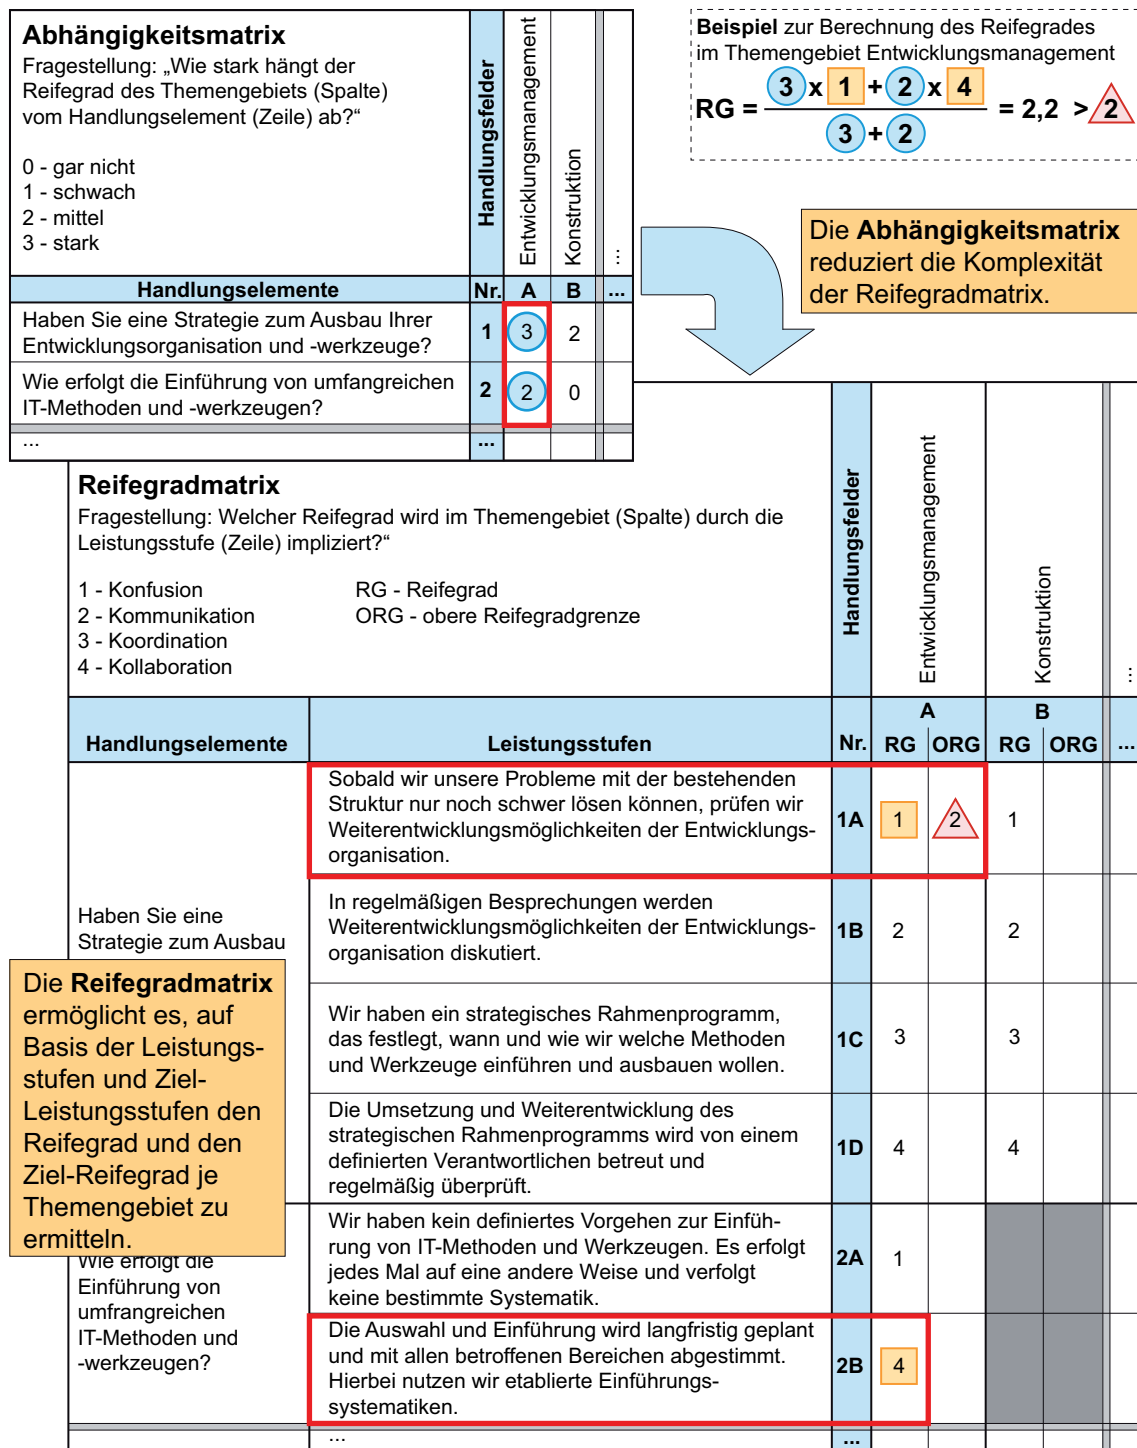 Abhängigkeitsmatrix
Fragestellung: „Wie stark hängt der
Reifegrad des Themengebiets (Spalte)
vom Handlungselement (Zeile) ab?“
0 - gar nicht
1 - schwach
2 - mittel
3 - stark
Handlungsfelder
Entwicklungsmanagement
Konstruktion
...
Handlungselemente Nr. A B ...
Haben Sie eine Strategie zum Ausbau Ihrer
Entwicklungsorganisation und -werkzeuge?
1 3 2
Wie erfolgt die Einführung von umfangreichen
IT-Methoden und -werkzeugen?
2 2 0
... ...
Beispiel zur Berechnung des Reifegrades
im Themengebiet Entwicklungsmanagement
3 x 1 + 2 x 4
RG = = 2,2 > 2
3 + 2
Die Abhängigkeitsmatrix
reduziert die Komplexität
der Reifegradmatrix.
Reifegradmatrix
Fragestellung: Welcher Reifegrad wird im Themengebiet (Spalte) durch die
Leistungsstufe (Zeile) impliziert?“
1 - Konfusion RG - Reifegrad
2 - Kommunikation ORG - obere Reifegradgrenze
3 - Koordination
4 - Kollaboration
Handlungsfelder
Entwicklungsmanagement
Konstruktion
...
A B
Handlungselemente Leistungsstufen Nr. RG ORG RG ORG ...
Sobald wir unsere Probleme mit der bestehenden
Struktur nur noch schwer lösen können, prüfen wir
Weiterentwicklungsmöglichkeiten der Entwicklungs-
organisation.
1A 1 2 1
Haben Sie eine
Strategie zum Ausbau
In regelmäßigen Besprechungen werden
Weiterentwicklungsmöglichkeiten der Entwicklungs-
organisation diskutiert.
1B 2 2
Die Reifegradmatrix
ermöglicht es, auf
Basis der Leistungs-
stufen und Ziel-
Leistungsstufen den
Reifegrad und den
Ziel-Reifegrad je
Themengebiet zu
ermitteln.
Wir haben ein strategisches Rahmenprogramm,
das festlegt, wann und wie wir welche Methoden
und Werkzeuge einführen und ausbauen wollen.
1C 3 3
Die Umsetzung und Weiterentwicklung des
strategischen Rahmenprogramms wird von einem
definierten Verantwortlichen betreut und
regelmäßig überprüft.
1D 4 4
Wie erfolgt die
Einführung von
umfrangreichen
IT-Methoden und
-werkzeugen?
Wir haben kein definiertes Vorgehen zur Einfüh-
rung von IT-Methoden und Werkzeugen. Es erfolgt
jedes Mal auf eine andere Weise und verfolgt
keine bestimmte Systematik.
2A 1
Die Auswahl und Einführung wird langfristig geplant
und mit allen betroffenen Bereichen abgestimmt.
Hierbei nutzen wir etablierte Einführungs-
systematiken.
2B 4
... ...